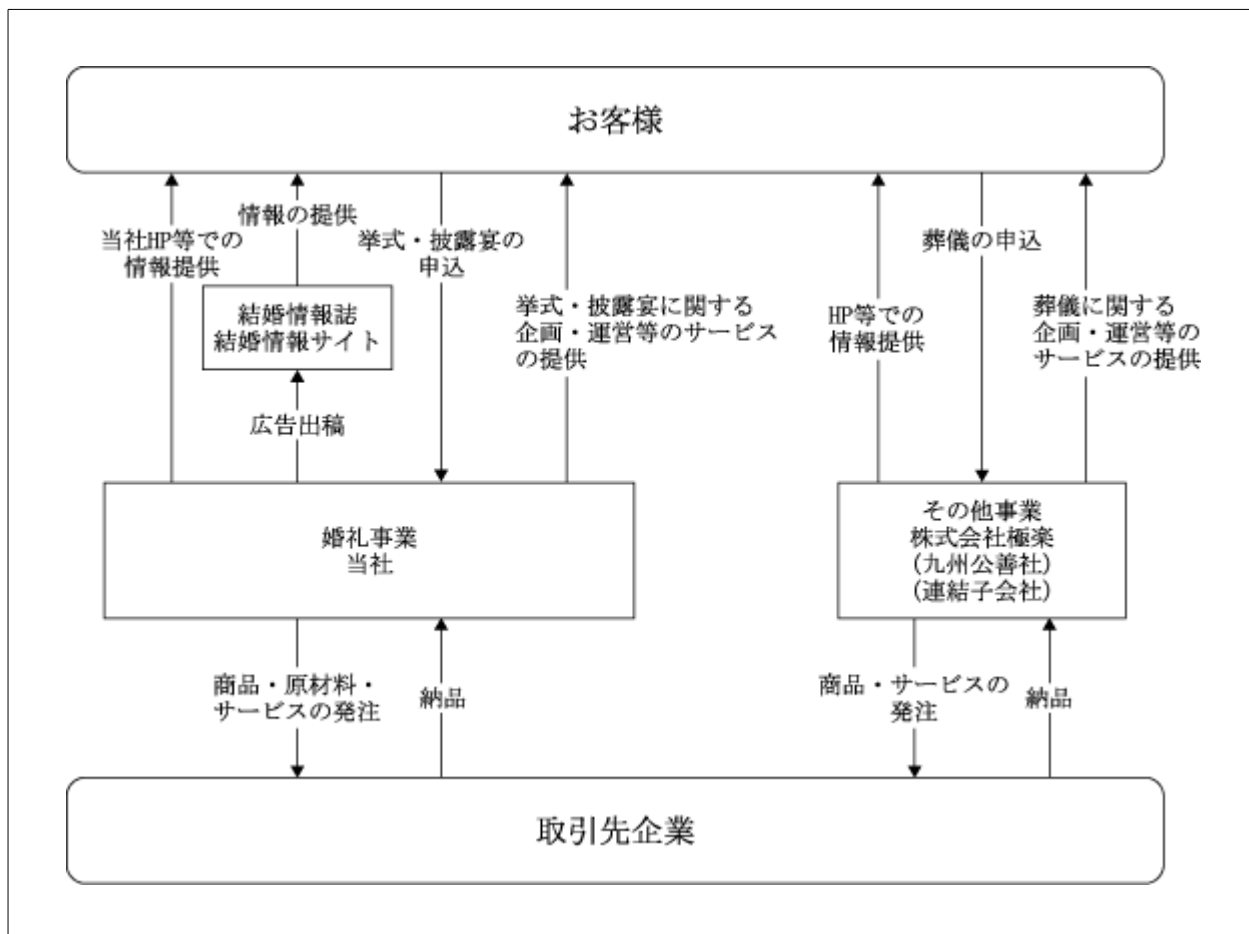 お客様
情報の提供
当社HP等での
情報提供
挙式・披露宴の
申込
葬儀の申込
結婚情報誌
結婚情報サイト
挙式・披露宴に関する
企画・運営等のサービス
の提供
HP等での
情報提供
葬儀に関する
企画・運営等の
サービスの提供
広告出稿
婚礼事業
当社
その他事業
株式会社極楽
(九州公善社)
(連結子会社)
商品・原材料・
サービスの発注
納品
商品・サービスの
発注
納品
取引先企業